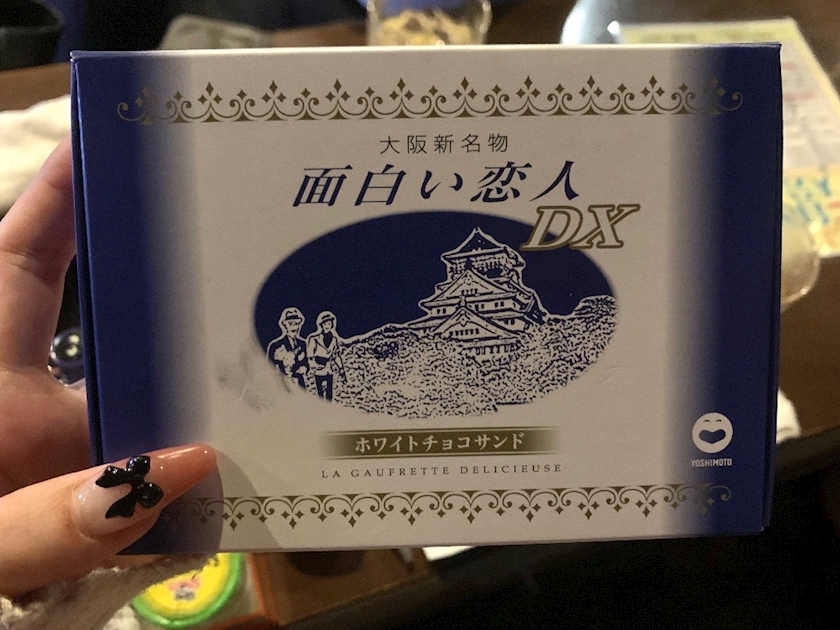 大阪新名物
面白い恋人
DX
ホワイトチョコサンド
LA GAUFRETTE DELICIEUSE
YOSHIMOTO